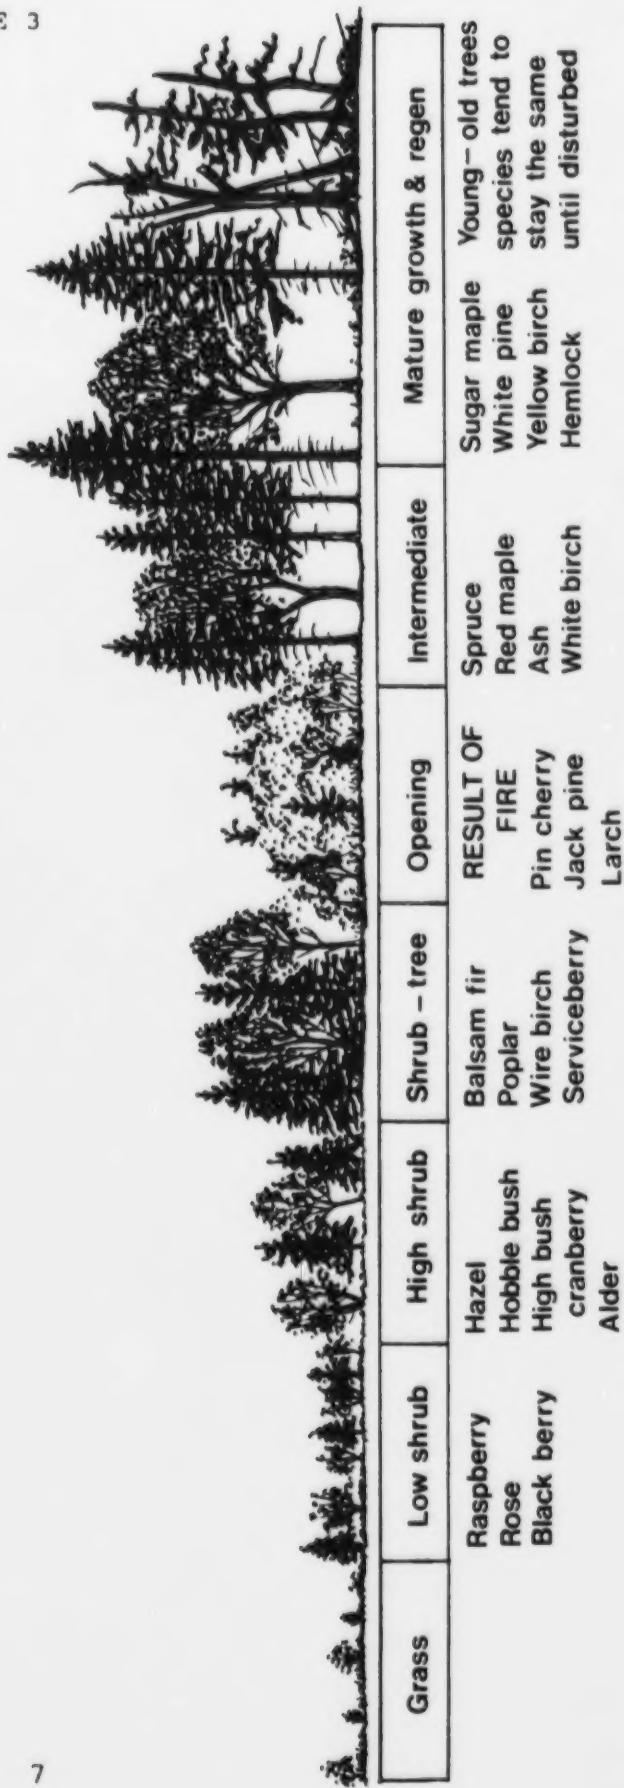 E 3
Grass
Low shrub
Raspberry
Rose
Black berry
High shrub
Hazel
Hobble bush
High bush
cranberry
Alder
Shrub – tree
Balsam fir
Poplar
Wire birch
Serviceberry
Opening
RESULT OF
FIRE
Pin cherry
Jack pine
Larch
Intermediate
Spruce
Red maple
Ash
White birch
Mature growth & regen
Sugar maple
White pine
Yellow birch
Hemlock
Young – old trees
species tend to
stay the same
until disturbed
7